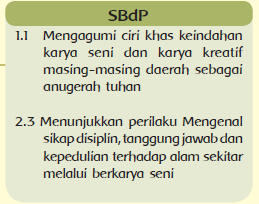 SBdP
1.1 Mengagumi ciri khas keindahan
karya seni dan karya kreatif
masing-masing daerah sebagai
anugerah tuhan
2.3 Menunjukkan perilaku Mengenal
sikap disiplin, tanggung jawab dan
kepedulian terhadap alam sekitar
melalui berkarya seni